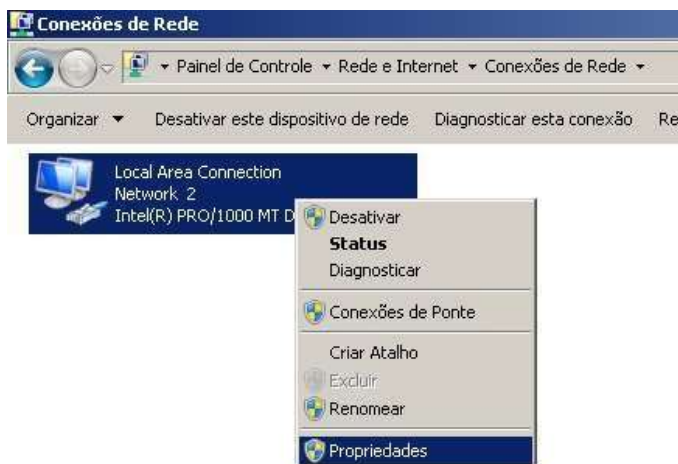 Conexões de Rede
Painel de Controle Rede e Internet Conexões de Rede
Organizar Desativar este dispositivo de rede Diagnosticar esta conexão Re
Local Area Connection
Network 2
Intel(R) PRO/1000 MT D
Desativar
Status
Diagnosticar
Conexões de Ponte
Criar Atalho
Excluir
Renomear
Propriedades